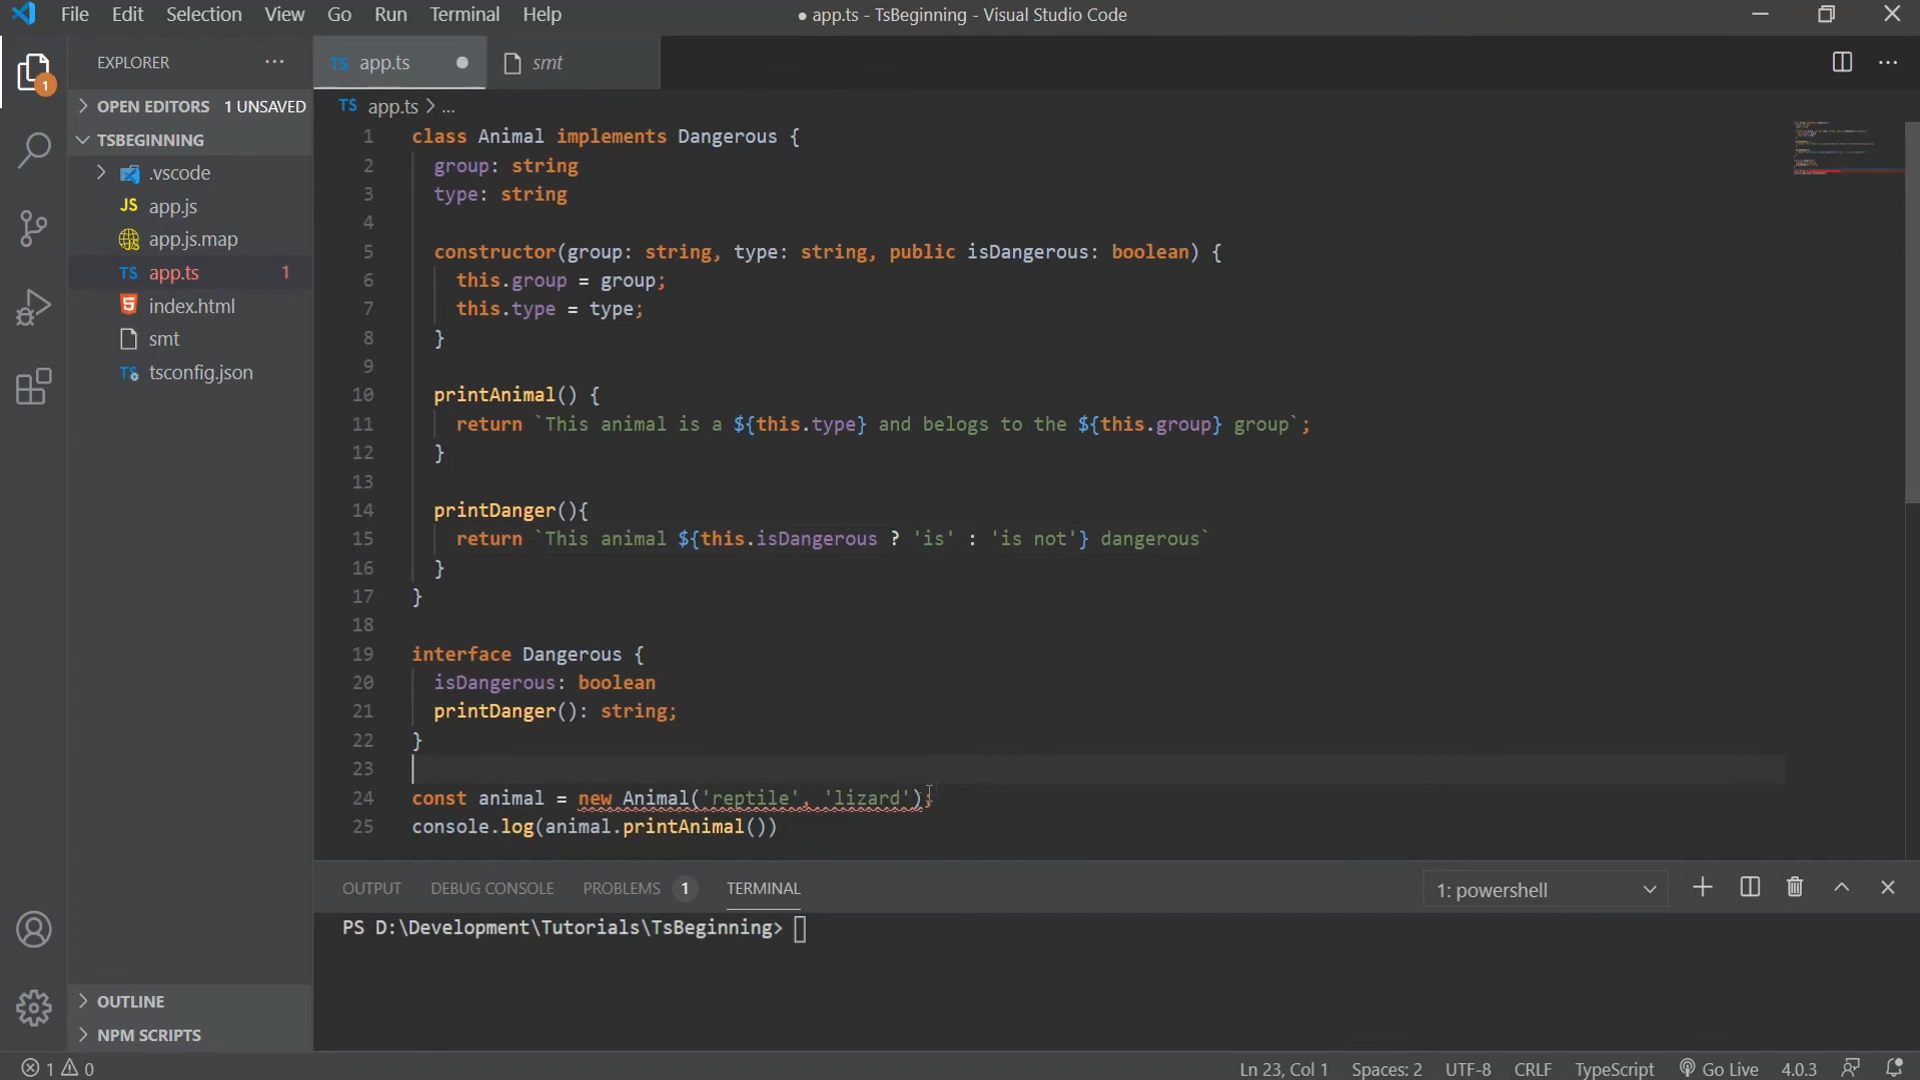 File Edit Selection View Go Run Terminal Help
● app.ts - TsBeginning - Visual Studio Code
EXPLORER ...
TS app.ts ●
smt
1
OPEN EDITORS 1 UNSAVED
TSBEGINNING
.vscode
JS app.js
app.js.map
TS app.ts 1
index.html
smt
TS tsconfig.json
OUTLINE
NPM SCRIPTS
TS app.ts > ...
1 class Animal implements Dangerous {
2 group: string
3 type: string
4
5 constructor(group: string, type: string, public isDangerous: boolean) {
6 this.group = group;
7 this.type = type;
8 }
9
10 printAnimal() {
11 return `This animal is a ${this.type} and belogs to the ${this.group} group`;
12 }
13
14 printDanger(){
15 return `This animal ${this.isDangerous ? 'is' : 'is not'} dangerous`
16 }
17 }
18
19 interface Dangerous {
20 isDangerous: boolean
21 printDanger(): string;
22 }
23
24 const animal = new Animal('reptile', 'lizard');
25 console.log(animal.printAnimal())
OUTPUT DEBUG CONSOLE PROBLEMS 1 TERMINAL
1: powershell
PS D:\Development\Tutorials\TsBeginning>
1 0
Ln 23, Col 1 Spaces: 2 UTF-8 CRLF TypeScript Go Live 4.0.3